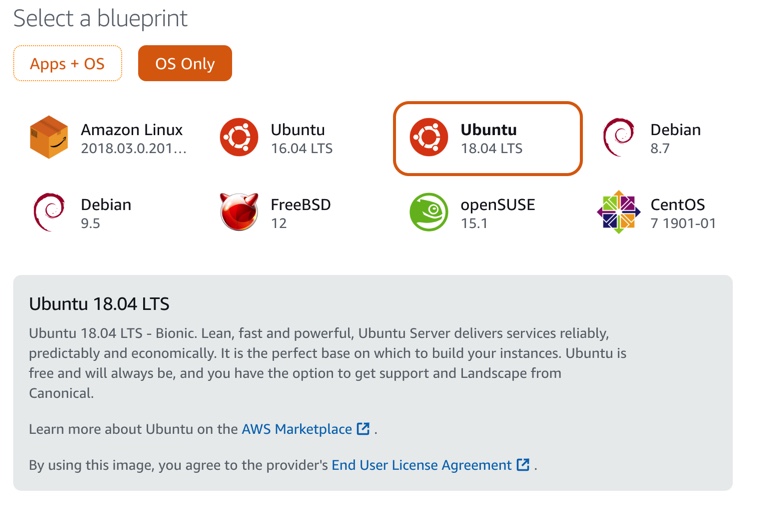 Select a blueprint
Apps + OS
OS Only
Amazon Linux
2018.03.0.201...
Ubuntu
16.04 LTS
Ubuntu
18.04 LTS
Debian
8.7
Debian
9.5
FreeBSD
12
openSUSE
15.1
CentOS
7 1901-01
Ubuntu 18.04 LTS
Ubuntu 18.04 LTS - Bionic. Lean, fast and powerful, Ubuntu Server delivers services reliably,
predictably and economically. It is the perfect base on which to build your instances. Ubuntu is
free and will always be, and you have the option to get support and Landscape from
Canonical.
Learn more about Ubuntu on the AWS Marketplace .
By using this image, you agree to the provider's End User License Agreement .